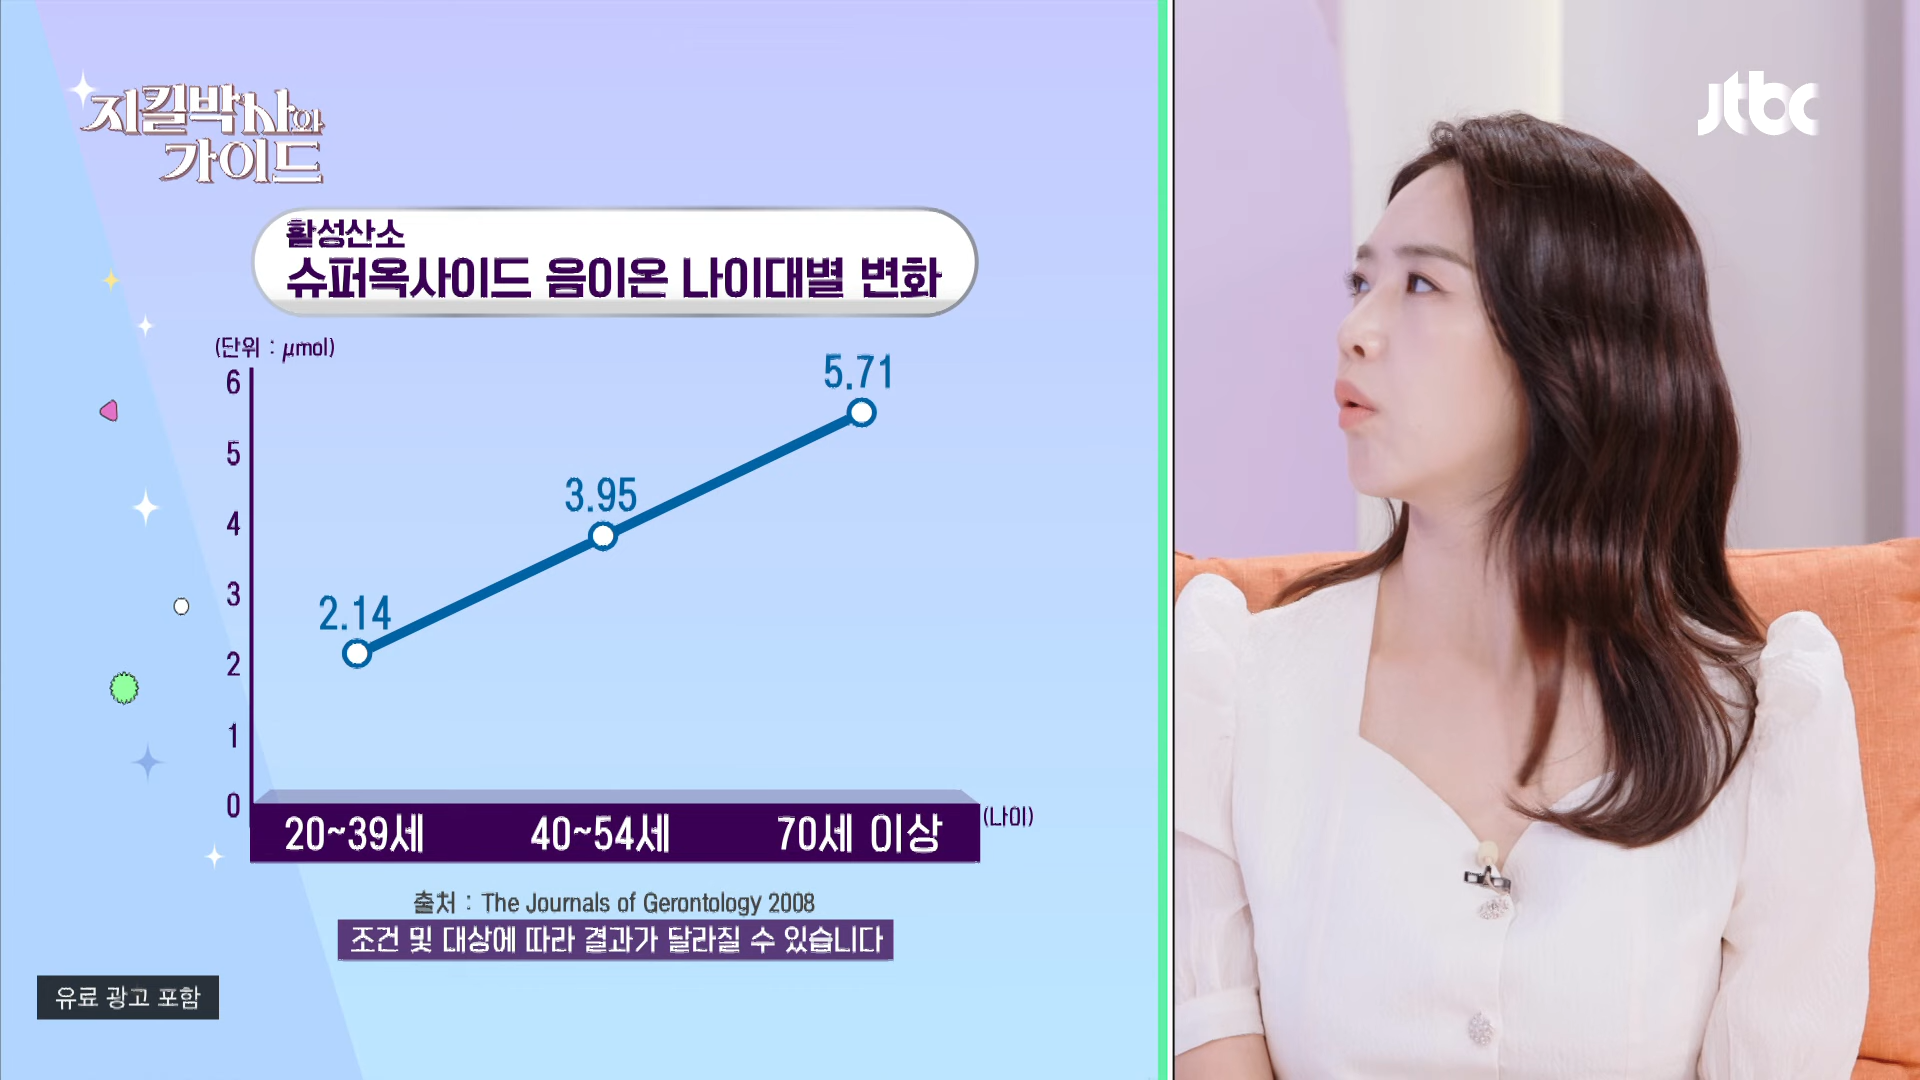 지킬박사와
가이드
jtbc
활성산소
슈퍼옥사이드 음이온 나이대별 변화
(단위 : μmol)
6
5
4
3
2
1
0
2.14
3.95
5.71
20~39세 40~54세 70세 이상 (나이)
출처 : The Journals of Gerontology 2008
조건 및 대상에 따라 결과가 달라질 수 있습니다
유료 광고 포함